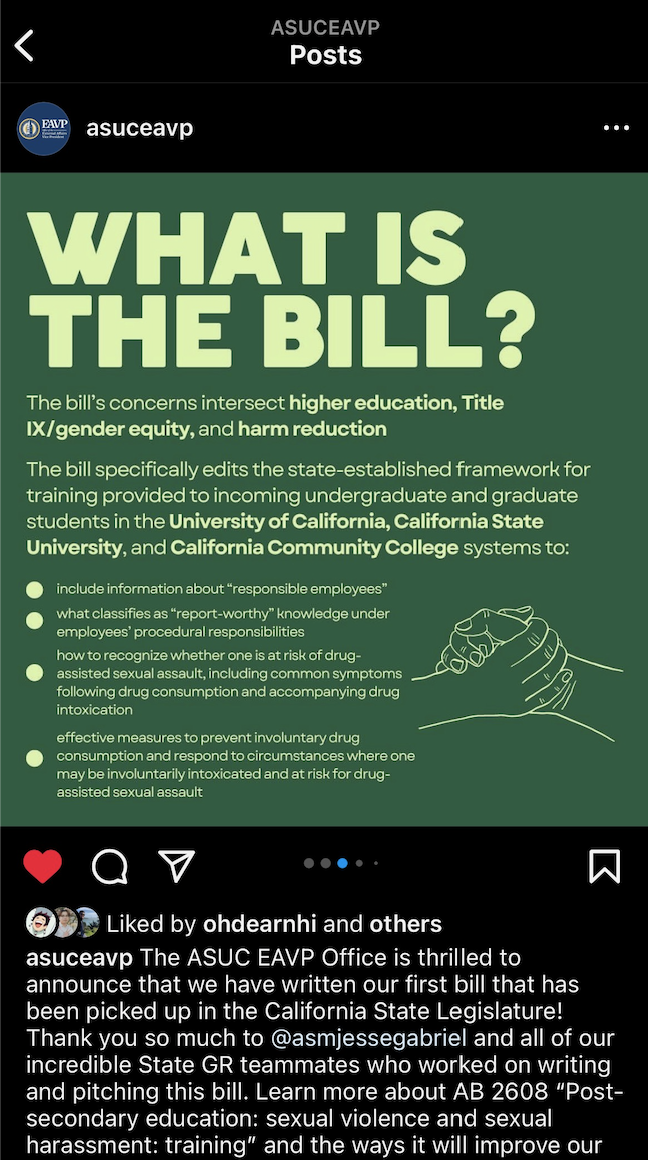 ASUCEAVP
Posts
EAVP
asuceavp
WHAT IS
THE BILL?
The bill's concerns intersect higher education, Title
IX/gender equity, and harm reduction
The bill specifically edits the state-established framework for
training provided to incoming undergraduate and graduate
students in the University of California, California State
University, and California Community College systems to:
include information about “responsible employees”
what classifies as “report-worthy” knowledge under
employees' procedural responsibilities
how to recognize whether one is at risk of drug-
assisted sexual assault, including common symptoms
following drug consumption and accompanying drug
intoxication
effective measures to prevent involuntary drug
consumption and respond to circumstances where one
may be involuntarily intoxicated and at risk for drug-
assisted sexual assault
Liked by ohdearnhi and others
asuceavp The ASUC EAVP Office is thrilled to
announce that we have written our first bill that has
been picked up in the California State Legislature!
Thank you so much to @asmjessegabriel and all of our
incredible State GR teammates who worked on writing
and pitching this bill. Learn more about AB 2608 “Post-
secondary education: sexual violence and sexual
harassment: training” and the ways it will improve our